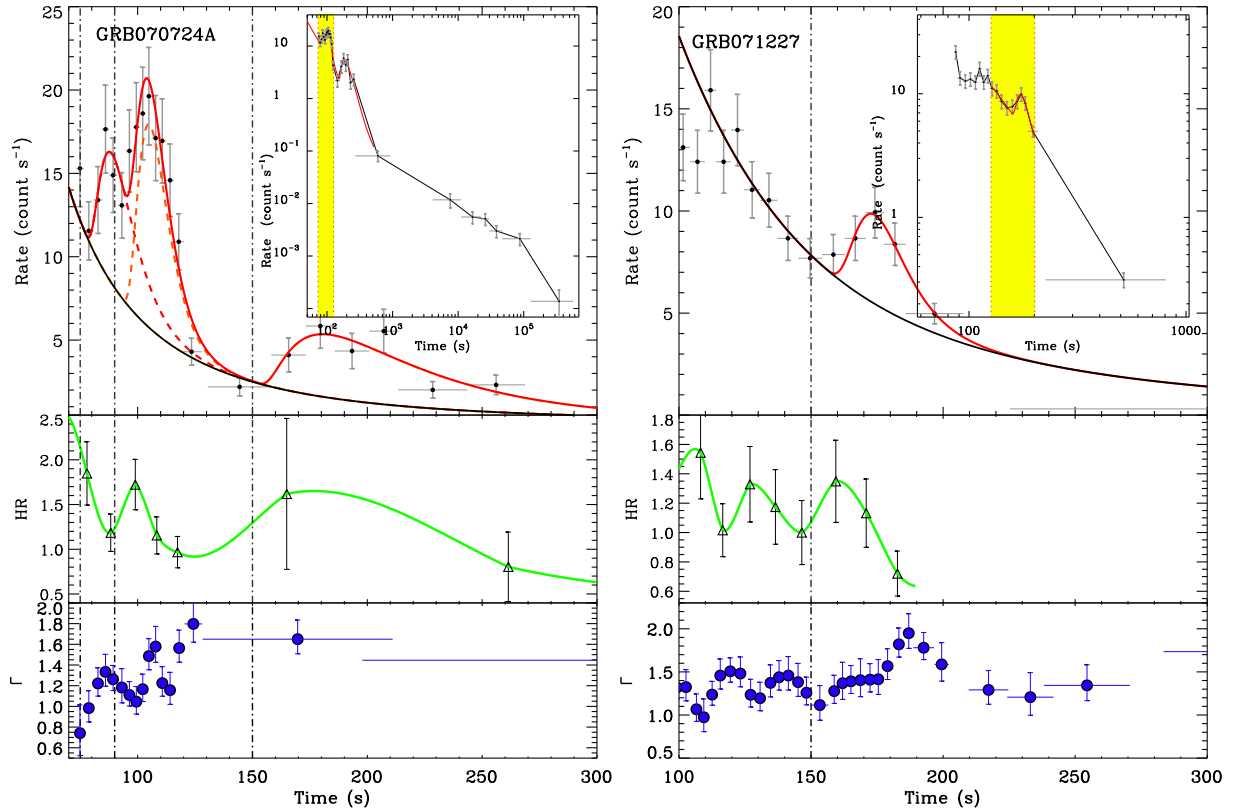 GRB070724A
Rate (count s⁻¹)
25
20
15
10
5
Rate (count s⁻¹)
10
1
10⁻¹
10⁻²
10⁻³
10² 10³ 10⁴ 10⁵
Time (s)
HR
2.5
2.0
1.5
1.0
0.5
Γ
2.0
1.8
1.6
1.4
1.2
1.0
0.8
0.6
100 150 200 250 300
Time (s)
GRB071227
Rate (count s⁻¹)
20
15
10
5
Rate (count s⁻¹)
10
1
100 1000
Time (s)
HR
1.8
1.6
1.4
1.2
1.0
0.8
0.6
Γ
2.0
1.5
1.0
0.5
100 150 200 250 300
Time (s)